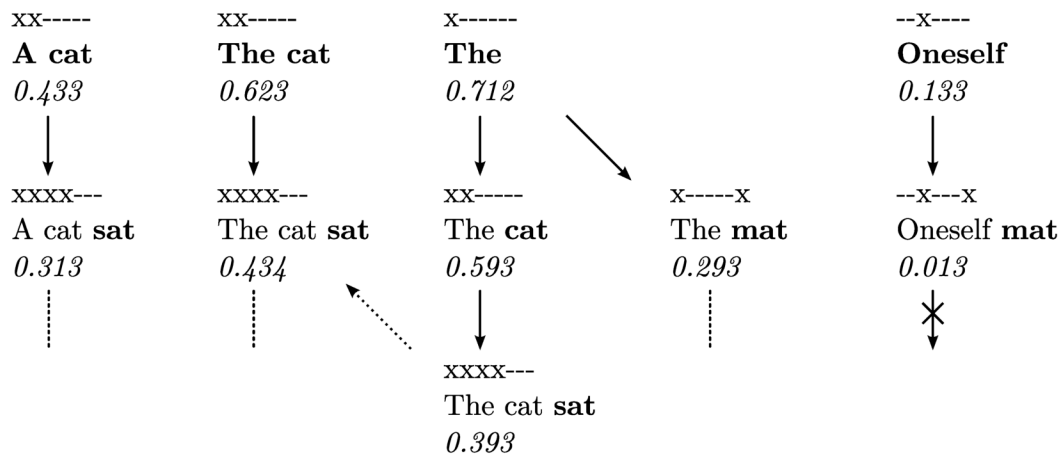 xx-----
A cat
0.433
xx-----
The cat
0.623
x------
The
0.712
--x----
Oneself
0.133
xxxx---
A cat sat
0.313
xxxx---
The cat sat
0.434
xx-----
The cat
0.593
x-----x
The mat
0.293
--x---x
Oneself mat
0.013
xxxx---
The cat sat
0.393